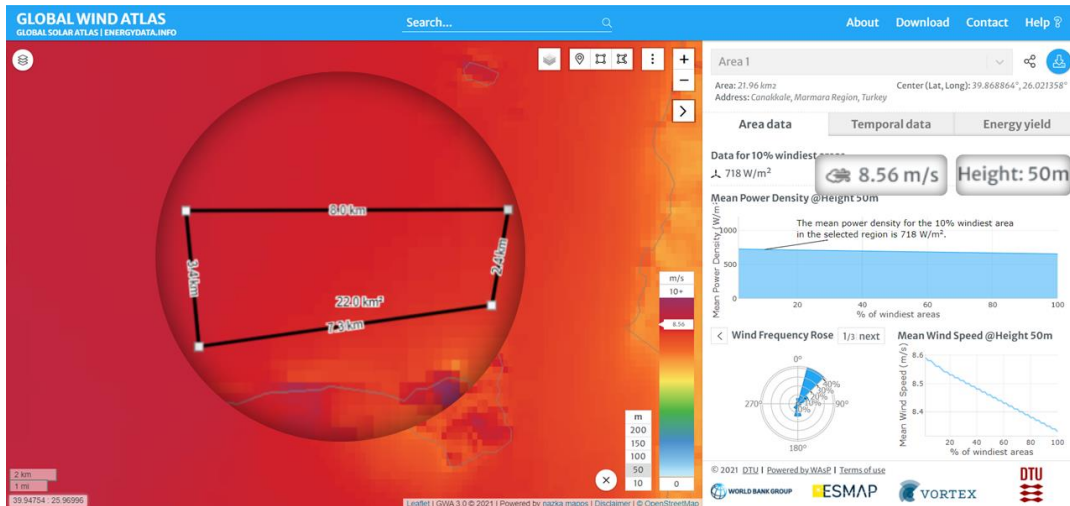 GLOBAL WIND ATLAS
GLOBAL SOLAR ATLAS | ENERGYDATA.INFO
Search...
About Download Contact Help
Area 1
Area: 21.96 km2
Center (Lat, Long): 39.868864°, 26.021358°
Address: Canakkale, Marmara Region, Turkey
Area data Temporal data Energy yield
Data for 10% windiest areas
718 W/m²
8.56 m/s
Height: 50m
Mean Power Density @Height 50m
The mean power density for the 10% windiest area
in the selected region is 718 W/m².
Mean Power Density (W/m²)
1000
500
0
20 40 60 80 100
% of windiest areas
Wind Frequency Rose 1/3 next
0°
90°
180°
270°
40%
30%
20%
10%
0%
Mean Wind Speed @Height 50m
Mean Wind Speed (m/s)
8.6
8.5
8.4
20 40 60 80 100
% of windiest areas
8.0 km
2.4 km
3.4 km
22.0 km²
7.3 km
+
−
m/s
10+
8.56
0
m
200
150
100
50
10
2 km
1 mi
39.94754 : 25.96996
Leaflet | GWA 3.0 © 2021 | Powered by nazka mapps | Disclaimer | © OpenStreetMap
© 2021 DTU | Powered by WAsP | Terms of use
WORLD BANK GROUP
ESMAP
VORTEX
DTU